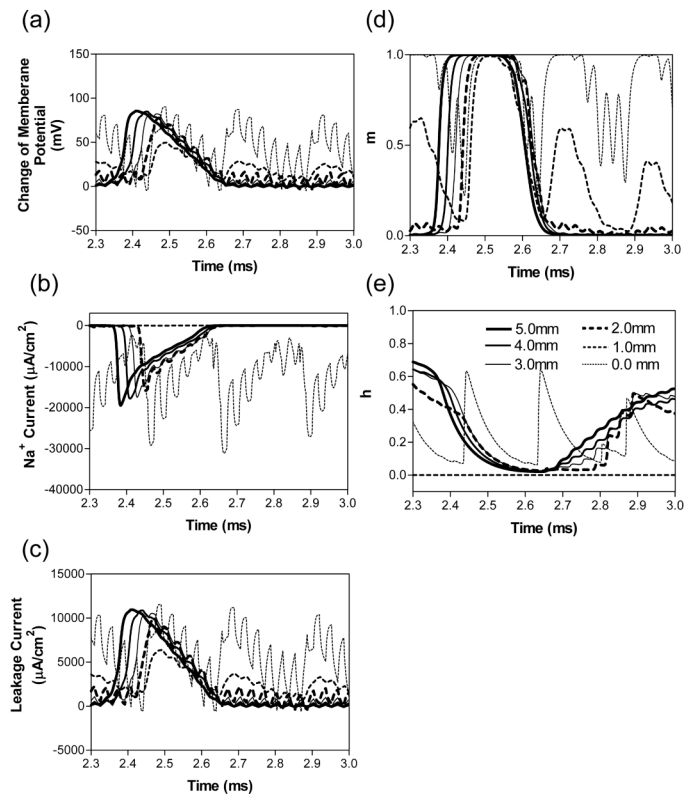 (a)
Change of Memberane
Potential
(mV)
150
100
50
0
-50
2.3 2.4 2.5 2.6 2.7 2.8 2.9 3.0
Time (ms)
(b)
Na+ Current (μA/cm2)
0
-10000
-20000
-30000
-40000
2.3 2.4 2.5 2.6 2.7 2.8 2.9 3.0
Time (ms)
(c)
Leakage Current
(μA/cm2)
15000
10000
5000
0
-5000
2.3 2.4 2.5 2.6 2.7 2.8 2.9 3.0
Time (ms)
(d)
m
1.0
0.5
0.0
2.3 2.4 2.5 2.6 2.7 2.8 2.9 3.0
Time (ms)
(e)
h
1.0
0.8
0.6
0.4
0.2
0.0
5.0mm 2.0mm
4.0mm 1.0mm
3.0mm 0.0 mm
2.3 2.4 2.5 2.6 2.7 2.8 2.9 3.0
Time (ms)